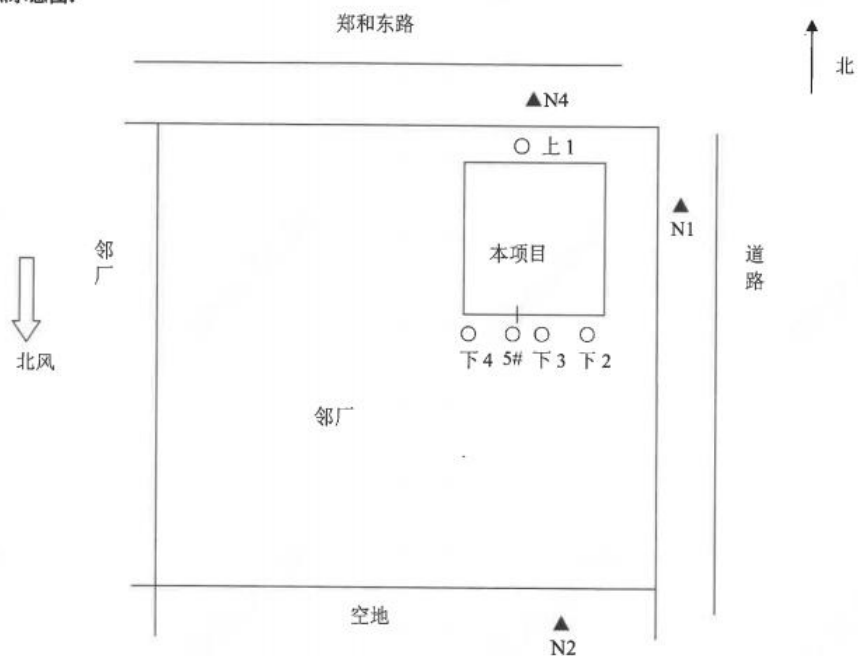 郑和东路
北
▲N4
○ 上1
▲
N1
本项目
邻
厂
道
路
北风
下4 5# 下3 下2
邻厂
空地
▲
N2